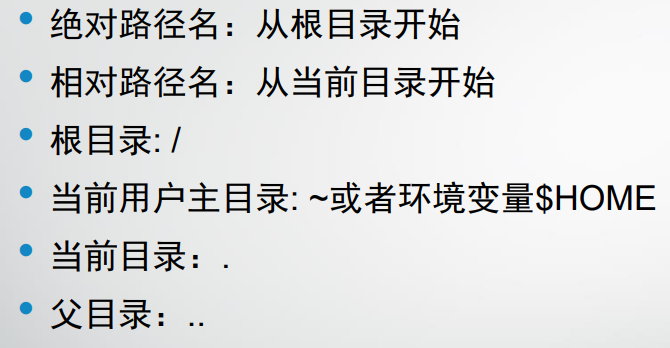 • 绝对路径名：从根目录开始
• 相对路径名：从当前目录开始
• 根目录: /
• 当前用户主目录: ~或者环境变量$HOME
• 当前目录：.
• 父目录：..